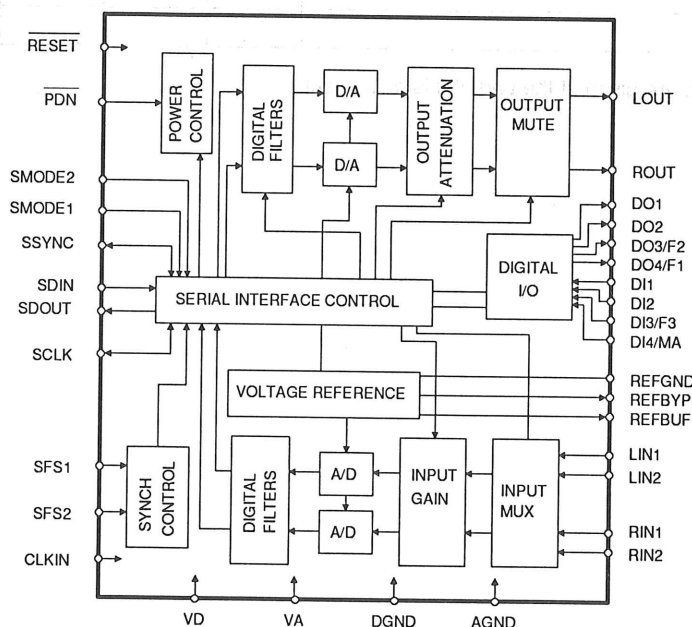 RESET
PDN
SMODE2
SMODE1
SSYNC
SDIN
SDOUT
SCLK
SFS1
SFS2
CLKIN
POWER
CONTROL
DIGITAL
FILTERS
D/A
D/A
OUTPUT
ATTENUATION
OUTPUT
MUTE
SERIAL INTERFACE CONTROL
DIGITAL
I/O
VOLTAGE REFERENCE
SYNCH
CONTROL
DIGITAL
FILTERS
A/D
A/D
INPUT
GAIN
INPUT
MUX
LOUT
ROUT
DO1
DO2
DO3/F2
DO4/F1
DI1
DI2
DI3/F3
DI4/MA
REFGND
REFBYP
REFBUF
LIN1
LIN2
RIN1
RIN2
VD
VA
DGND
AGND